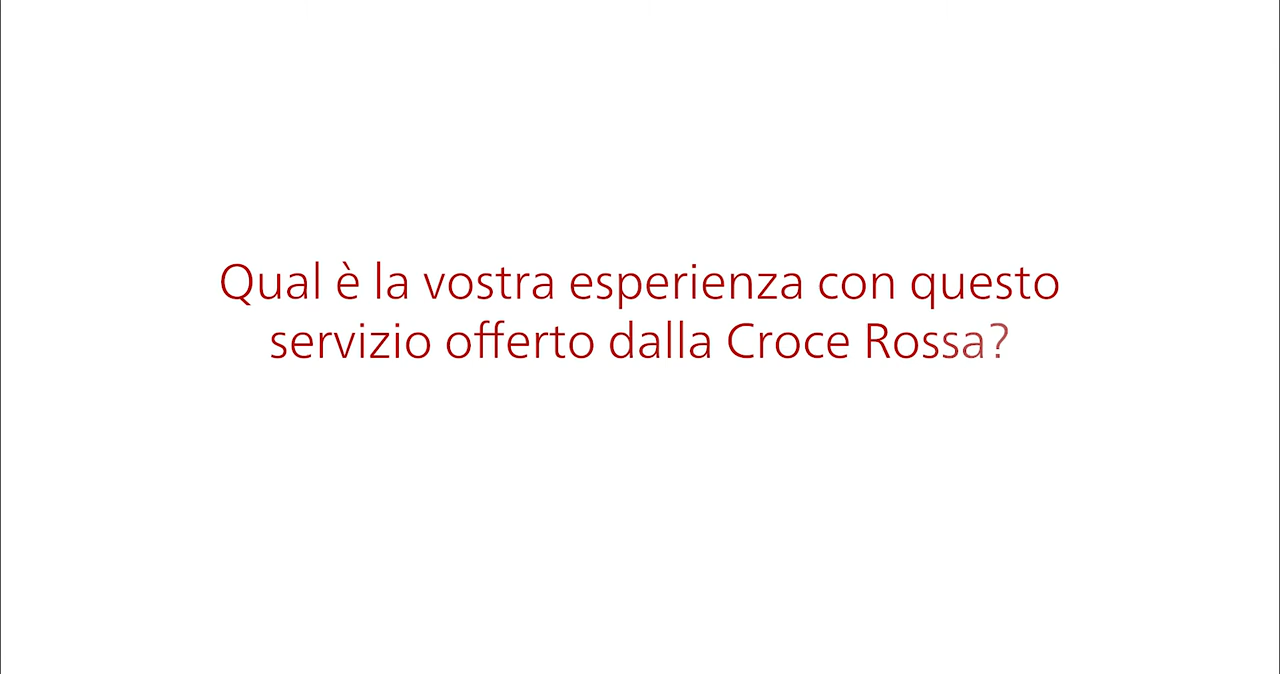 Qual è la vostra esperienza con questo
servizio offerto dalla Croce Rossa?